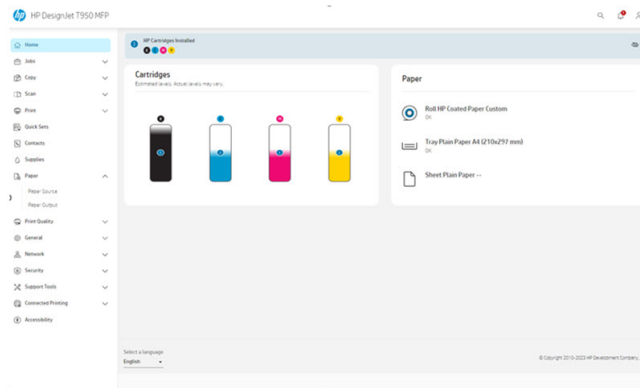 hp HP DesignJet T950 MFP
Home
Jobs
Copy
Scan
Print
Quick Sets
Contacts
Supplies
Paper
Paper Source
Paper Output
Print Quality
General
Network
Security
Support Tools
Connected Printing
Accessibility
HP Cartridges Installed
K C M Y
Cartridges
Estimated levels. Actual levels may vary.
K C M Y
Paper
Roll HP Coated Paper Custom
OK
Tray Plain Paper A4 (210x297 mm)
OK
Sheet Plain Paper --
Select a language
English
© Copyright 2010-2023 HP Development Company,